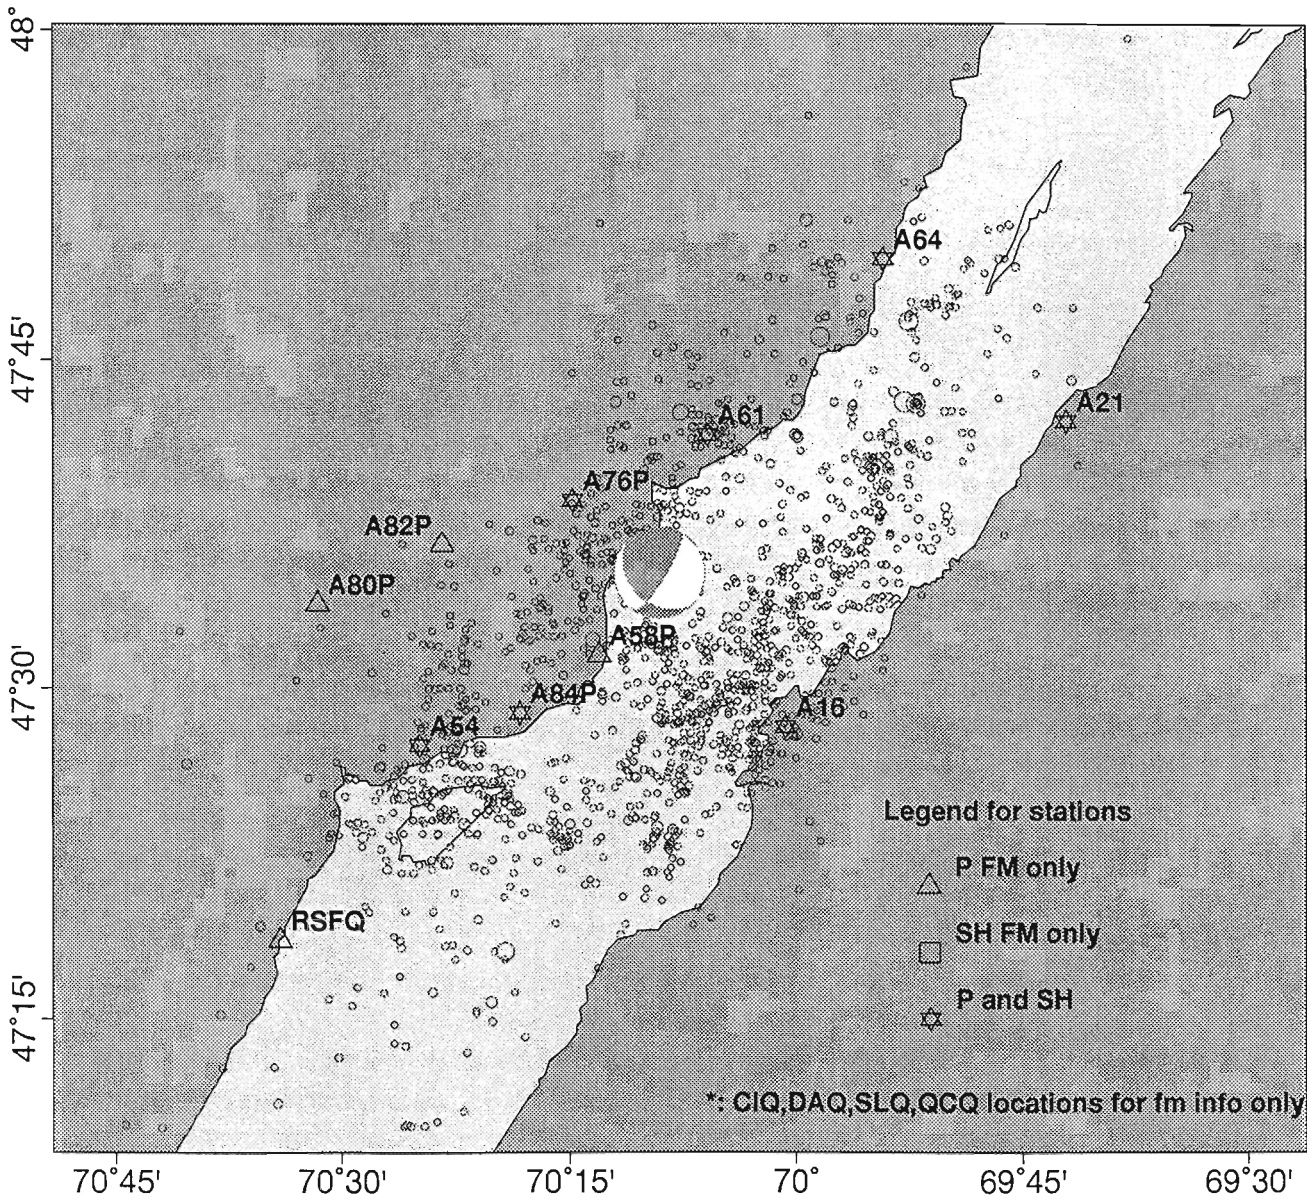 48°
A64
47°45'
A21
A61
A76P
A82P
A80P
A58P
47°30'
A84P
A16
A54
Legend for stations
P FM only
RSFQ
SH FM only
P and SH
47°15'
*: CIQ,DAQ,SLQ,QCQ locations for fm info only
70°45' 70°30' 70°15' 70° 69°45' 69°30'